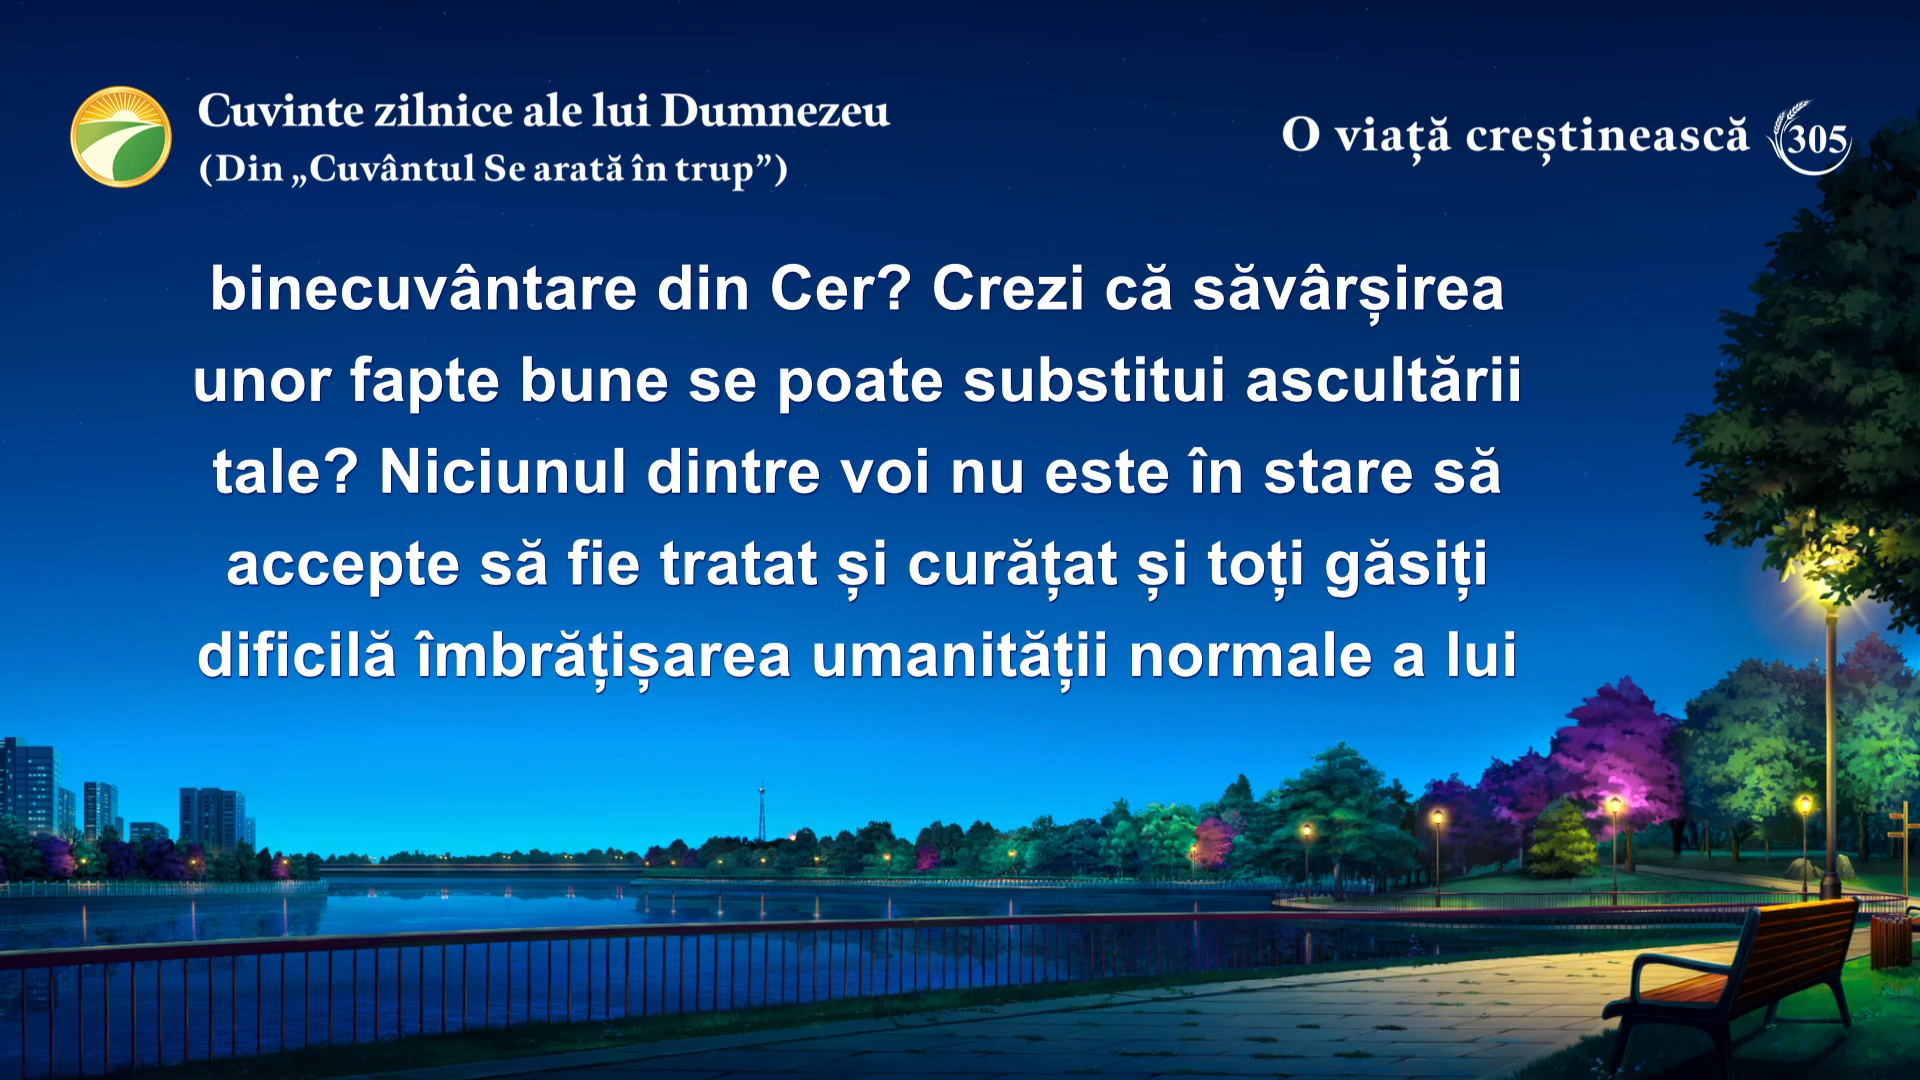 Cuvinte zilnice ale lui Dumnezeu
(Din „Cuvântul Se arată în trup”)
O viață creștinească 305
binecuvântare din Cer? Crezi că săvârșirea
unor fapte bune se poate substitui ascultării
tale? Niciunul dintre voi nu este în stare să
accepte să fie tratat și curățat și toți găsiți
dificilă îmbrățișarea umanității normale a lui